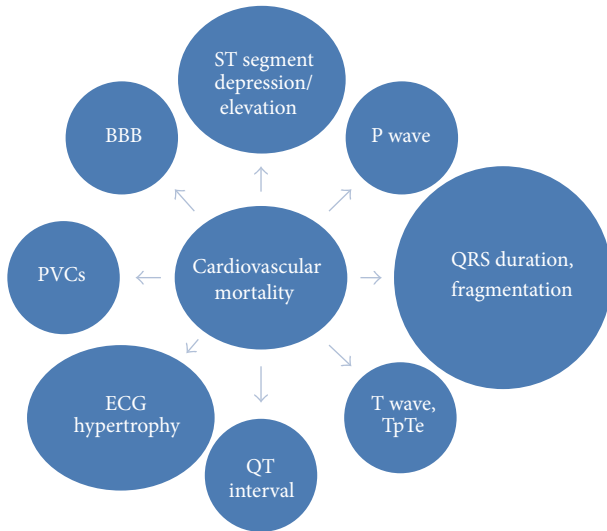 ST segment
depression/
elevation
BBB
P wave
PVCs
Cardiovascular
mortality
QRS duration,
fragmentation
ECG
hypertrophy
T wave,
TpTe
QT
interval